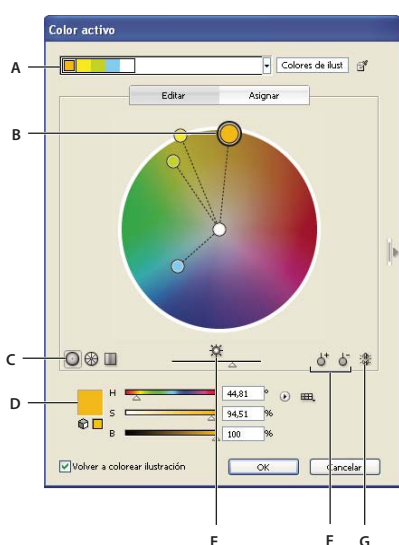 Color activo
A
Colores de ilust
Editar Asignar
B
C
D
H 44,81 °
S 94,51 %
B 100 %
Volver a colorear ilustración OK Cancelar
E F G